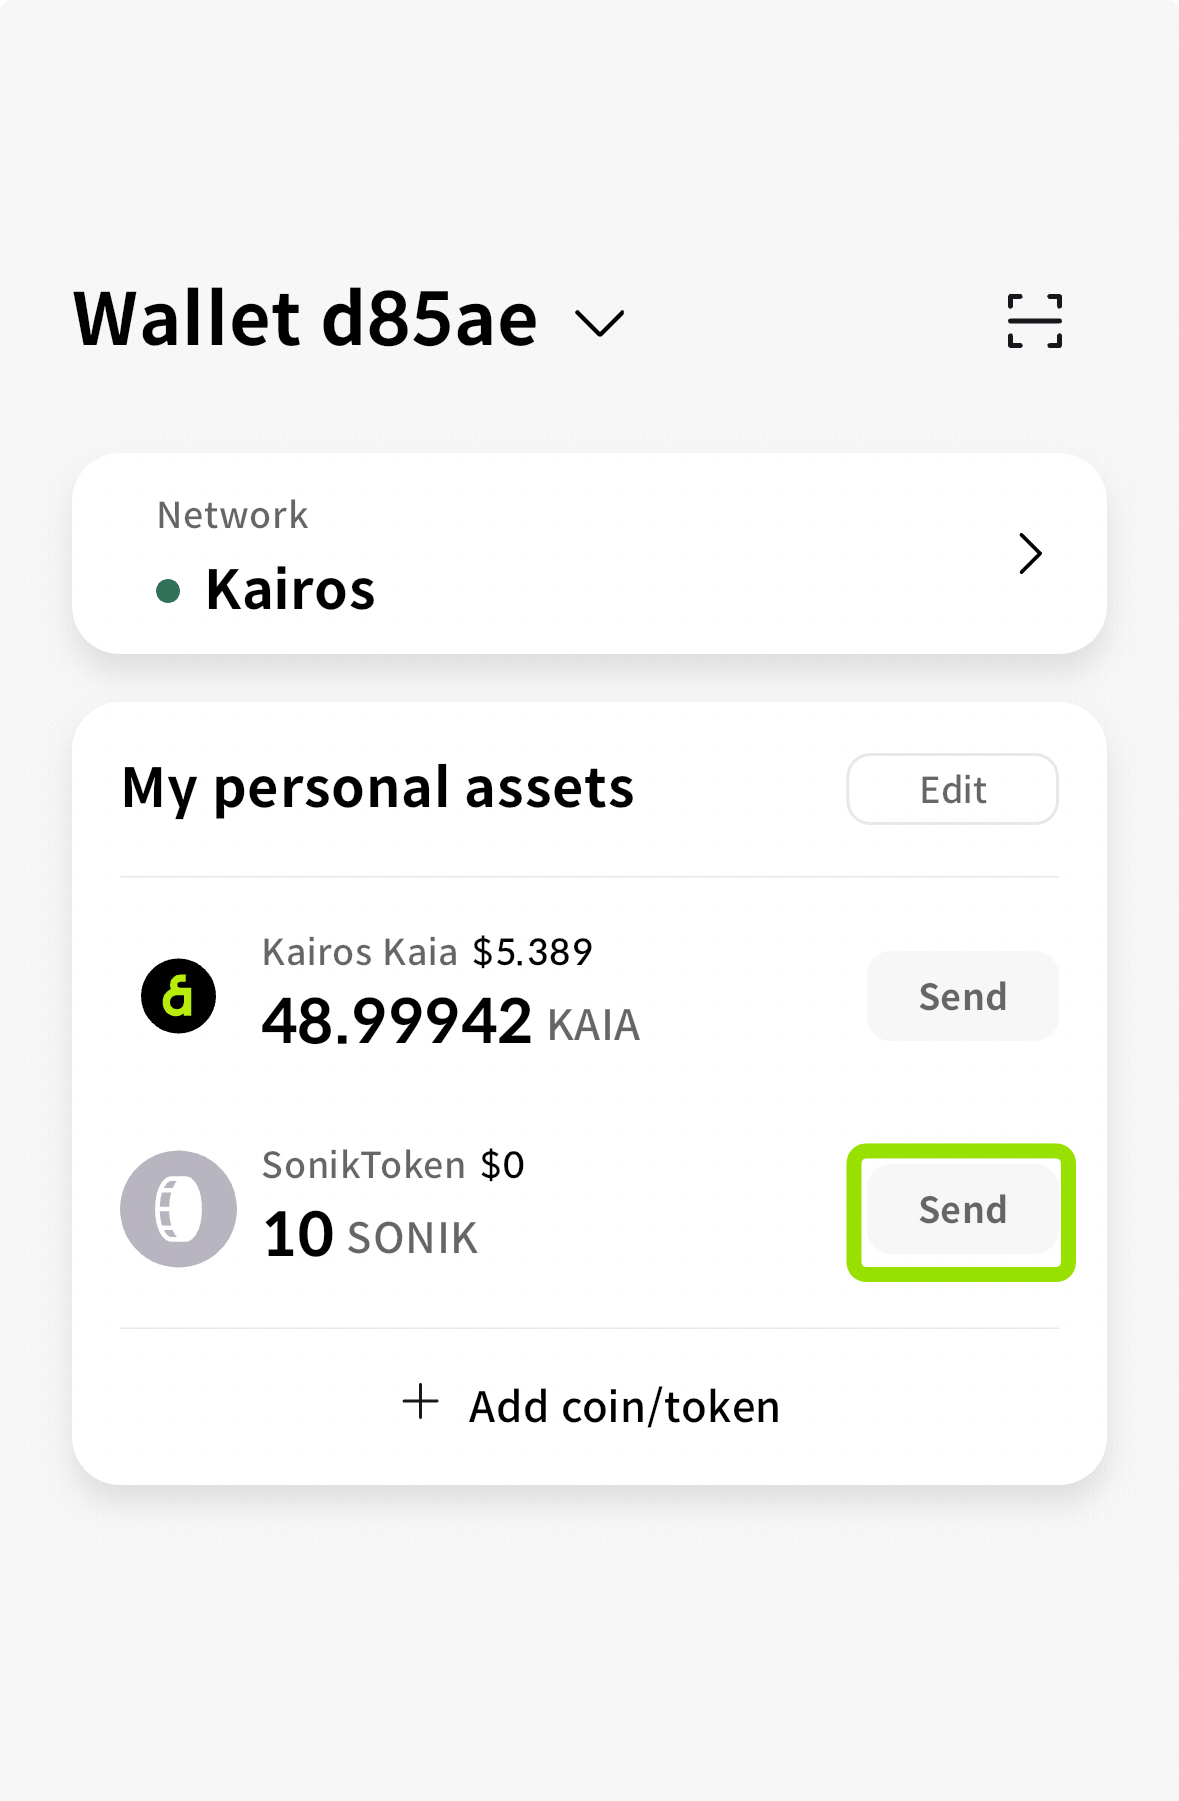 Wallet d85ae
Network
Kairos
My personal assets
Edit
Kairos Kaia $5.389
48.99942 KAIA
Send
SonikToken $0
10 SONIK
Send
Add coin/token